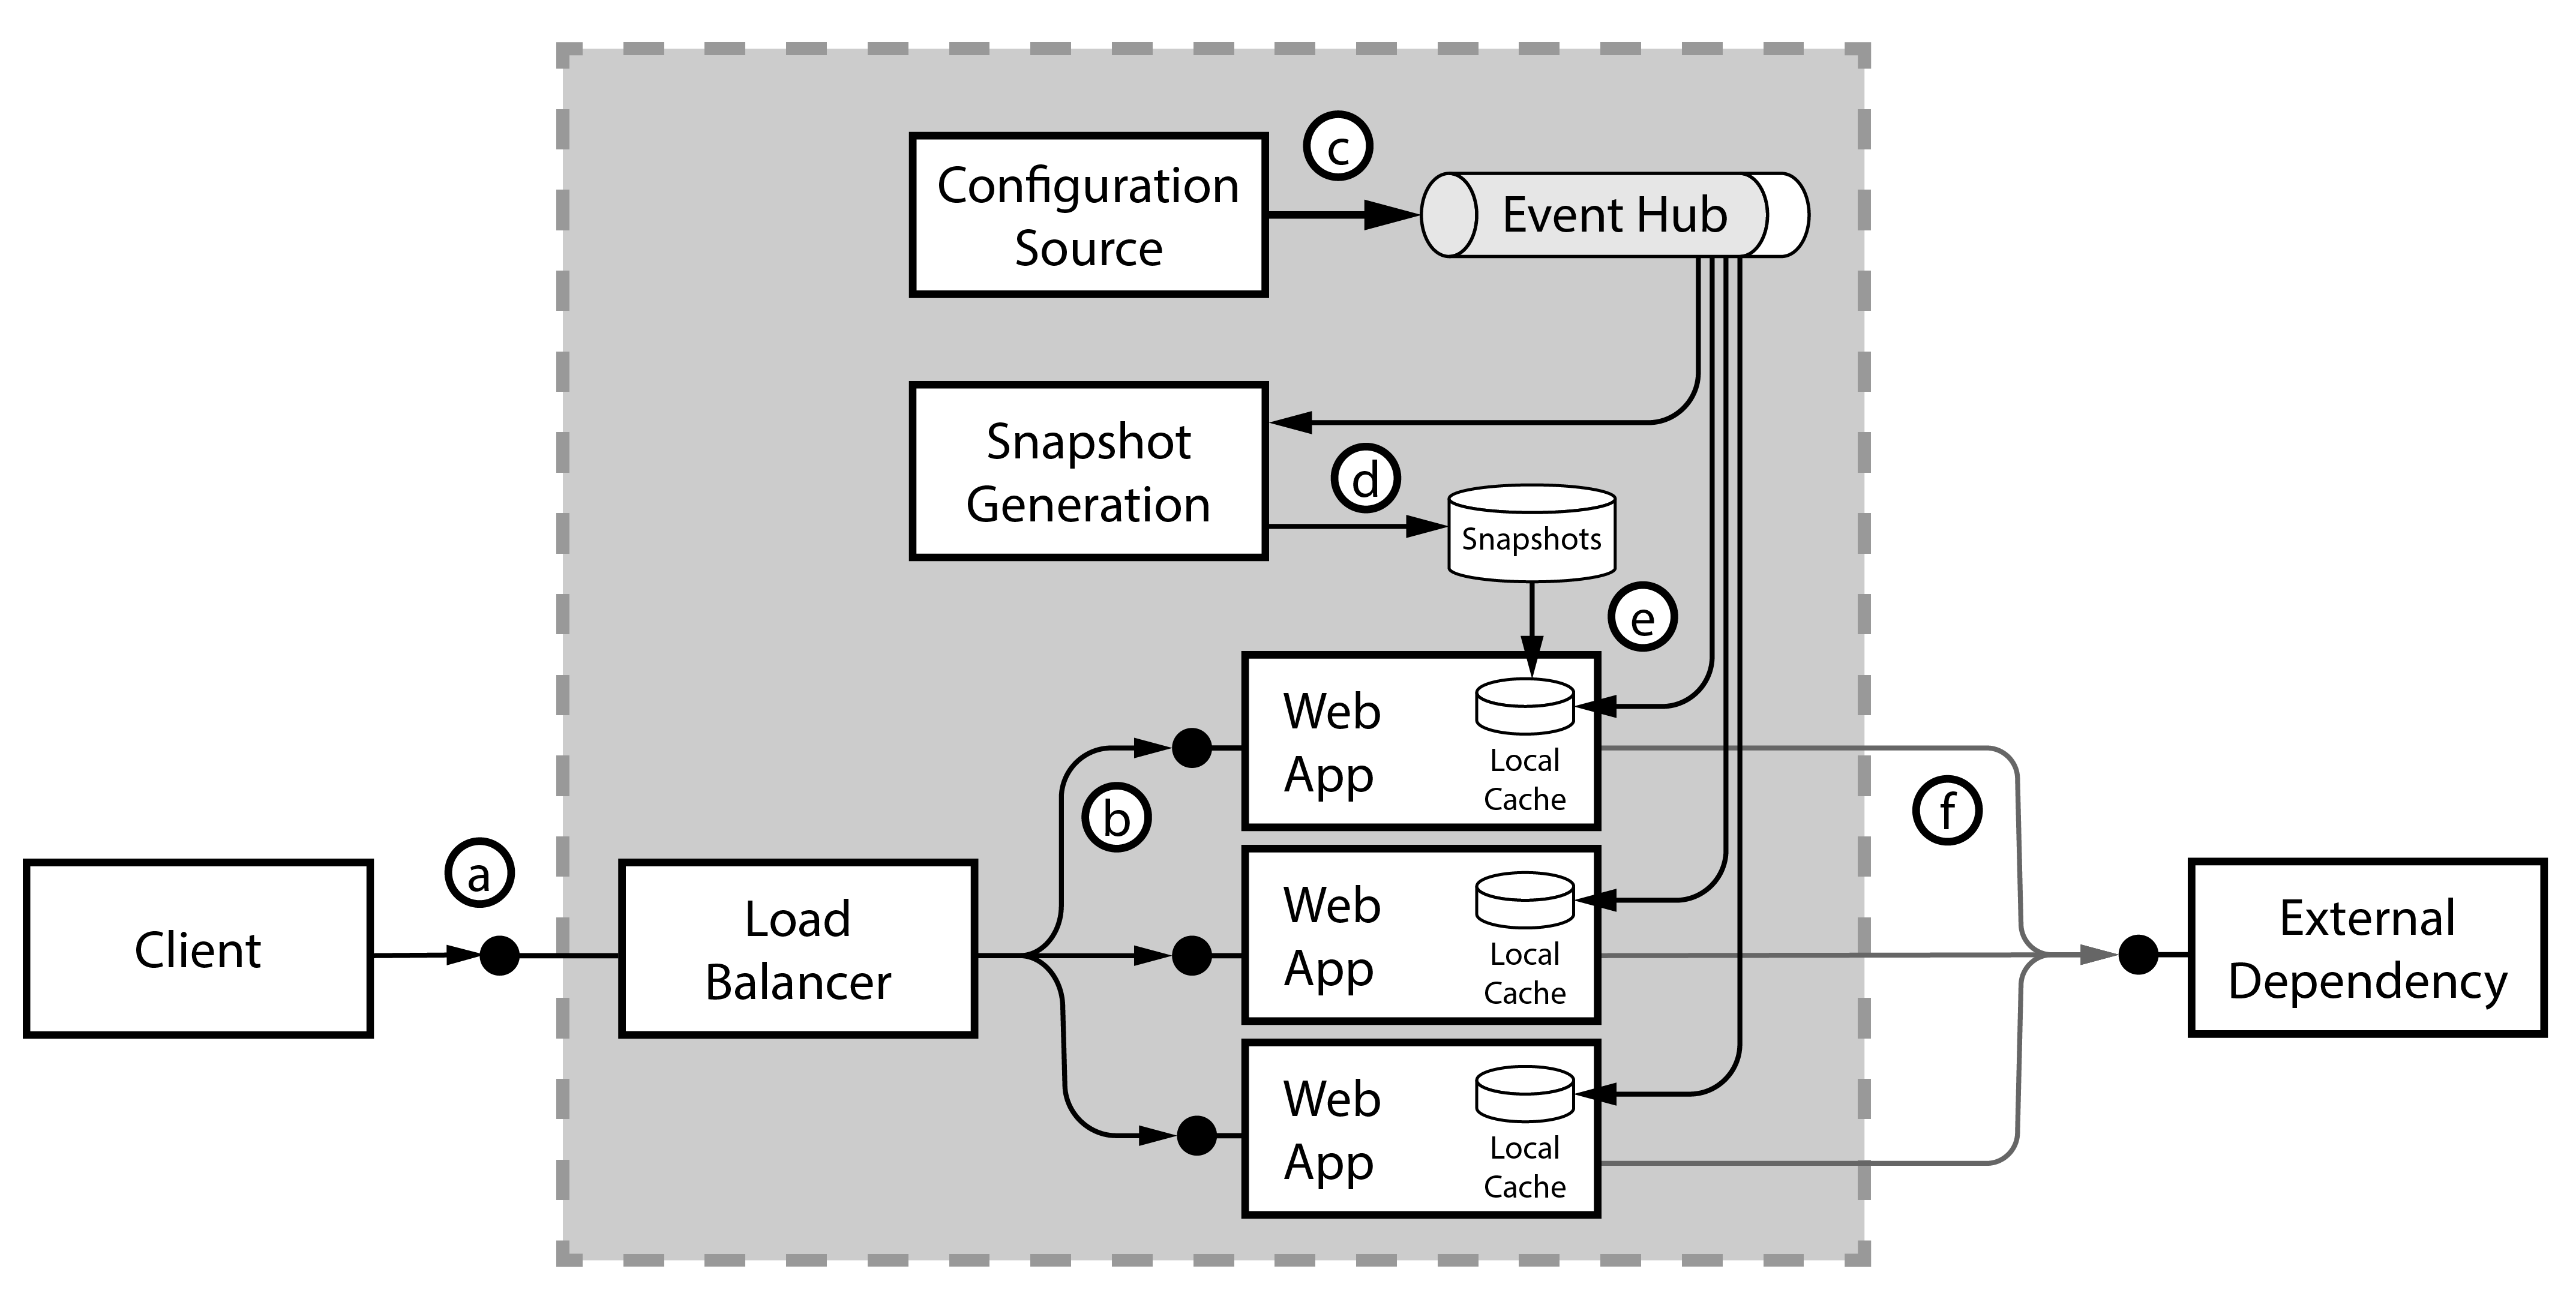 Configuration
Source
c
Event Hub
Snapshot
Generation
d
Snapshots
e
Web
App
Local
Cache
b
f
a
Client
Load
Balancer
Web
App
Local
Cache
External
Dependency
Web
App
Local
Cache